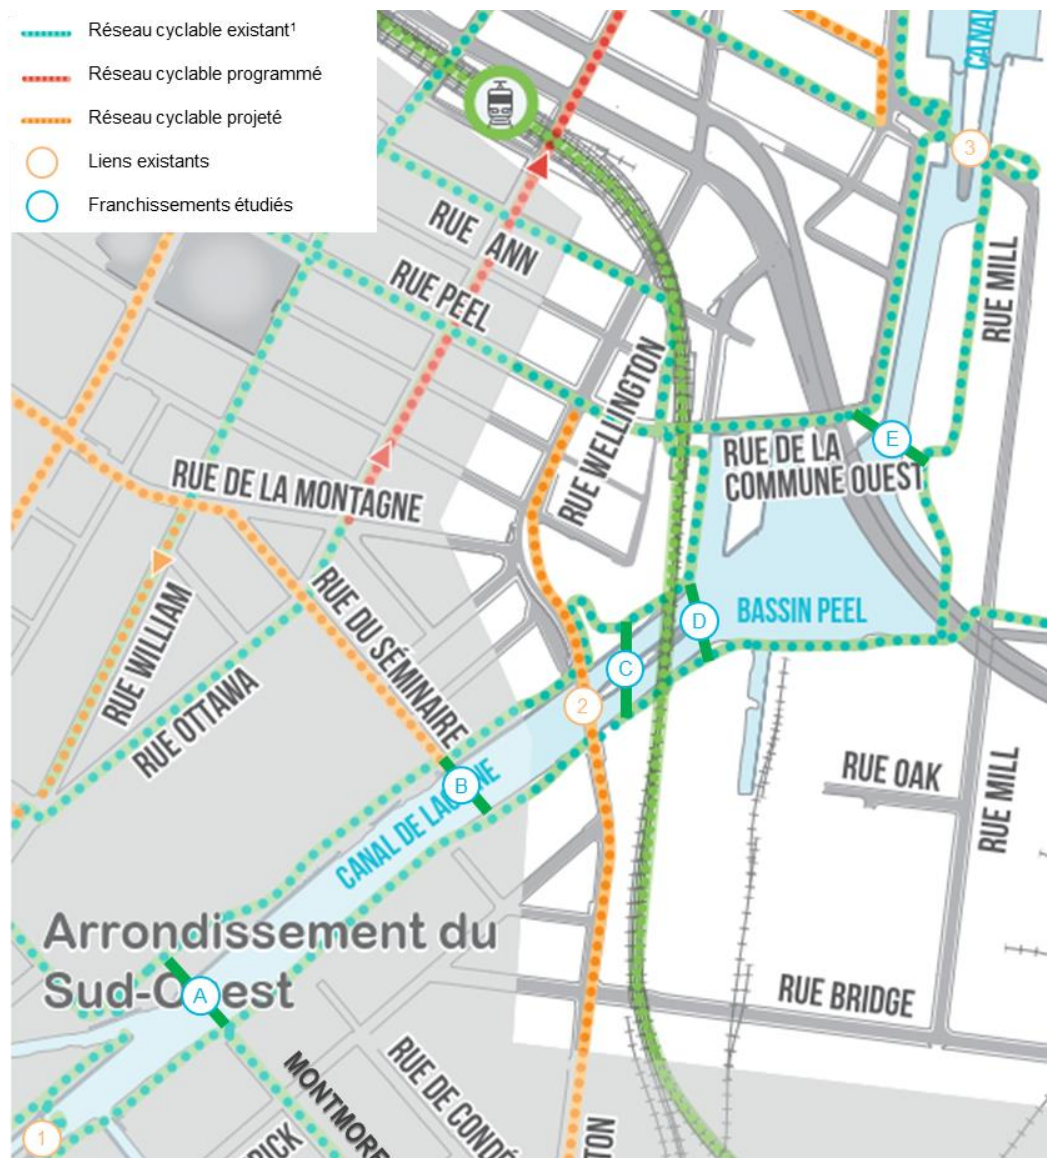 Réseau cyclable existant¹
Réseau cyclable programmé
Réseau cyclable projeté
Liens existants
Franchissements étudiés
CANAL
3
RUE ANN
RUE PEEL
RUE MILL
RUE WELLINGTON
RUE DE LA
COMMUNE OUEST
E
RUE DE LA MONTAGNE
RUE WILLIAM
RUE OTTAWA
RUE DU SÉMINAIRE
BASSIN PEEL
D
C
2
B
CANAL DE LACHINE
RUE OAK
RUE MILL
Arrondissement du
Sud-Ouest
A
RUE BRIDGE
MONTMORE
RUE DE CONDÉ
RICK
TON
1